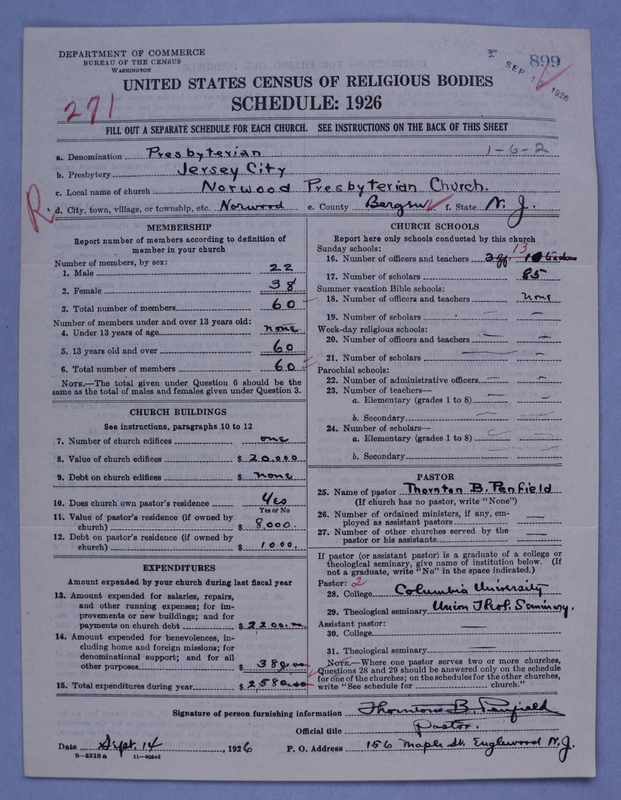 DEPARTMENT OF COMMERCE
BUREAU OF THE CENSUS
WASHINGTON
899
SEP 1 1926
UNITED STATES CENSUS OF RELIGIOUS BODIES
271
SCHEDULE: 1926
FILL OUT A SEPARATE SCHEDULE FOR EACH CHURCH. SEE INSTRUCTIONS ON THE BACK OF THIS SHEET
a. Denomination Presbyterian 1-6-2
b. Presbytery Jersey City
c. Local name of church Norwood Presbyterian Church.
R * d. City, town, village, or township, etc. Norwood e. County Bergen f. State N. J.
MEMBERSHIP
Report number of members according to definition of
member in your church
Number of members, by sex:
1. Male 22
2. Female 38
3. Total number of members 60
Number of members under and over 13 years old:
4. Under 13 years of age none
5. 13 years old and over 60
6. Total number of members 60
NOTE.—The total given under Question 6 should be the
same as the total of males and females given under Question 3.
CHURCH BUILDINGS
See instructions, paragraphs 10 to 12
7. Number of church edifices one
8. Value of church edifices $ 20.000
9. Debt on church edifices $ none
10. Does church own pastor's residence Yes
Yes or No
11. Value of pastor's residence (if owned by
church) $ 8000.
12. Debt on pastor's residence (if owned by
church) $ 1000.
EXPENDITURES
Amount expended by your church during last fiscal year
13. Amount expended for salaries, repairs,
and other running expenses; for im-
provements or new buildings; and for
payments on church debt $ 2200.00
14. Amount expended for benevolences, in-
cluding home and foreign missions; for
denominational support; and for all
other purposes $ 380.00
15. Total expenditures during year $ 2580.00
CHURCH SCHOOLS
Report here only schools conducted by this church
Sunday schools: 13
16. Number of officers and teachers 3 off. 10 teachers
17. Number of scholars 85
Summer vacation Bible schools:
18. Number of officers and teachers none
19. Number of scholars —
Week-day religious schools:
20. Number of officers and teachers —
21. Number of scholars —
Parochial schools:
22. Number of administrative officers —
23. Number of teachers—
a. Elementary (grades 1 to 8) —
b. Secondary —
24. Number of scholars—
a. Elementary (grades 1 to 8) —
b. Secondary —
PASTOR
25. Name of pastor Thornton B. Penfield
(If church has no pastor, write "None")
26. Number of ordained ministers, if any, em-
ployed as assistant pastors —
27. Number of other churches served by the
pastor or his assistants —
If pastor (or assistant pastor) is a graduate of a college or
theological seminary, give name of institution below. (If
not a graduate, write "No" in the space indicated.)
Pastor: 2
28. College Columbia University
29. Theological seminary Union Theol. Seminary.
Assistant pastor:
30. College —
31. Theological seminary —
NOTE.—Where one pastor serves two or more churches,
Questions 28 and 29 should be answered only on the schedule
for one of the churches; on the schedules for the other churches,
write "See schedule for church."
Signature of person furnishing information Thornton B. Penfield
Official title Pastor.
Date Sept. 14, 1926 P. O. Address 156 Maple St. Englewood N. J.
8—5518 a 11—9054d